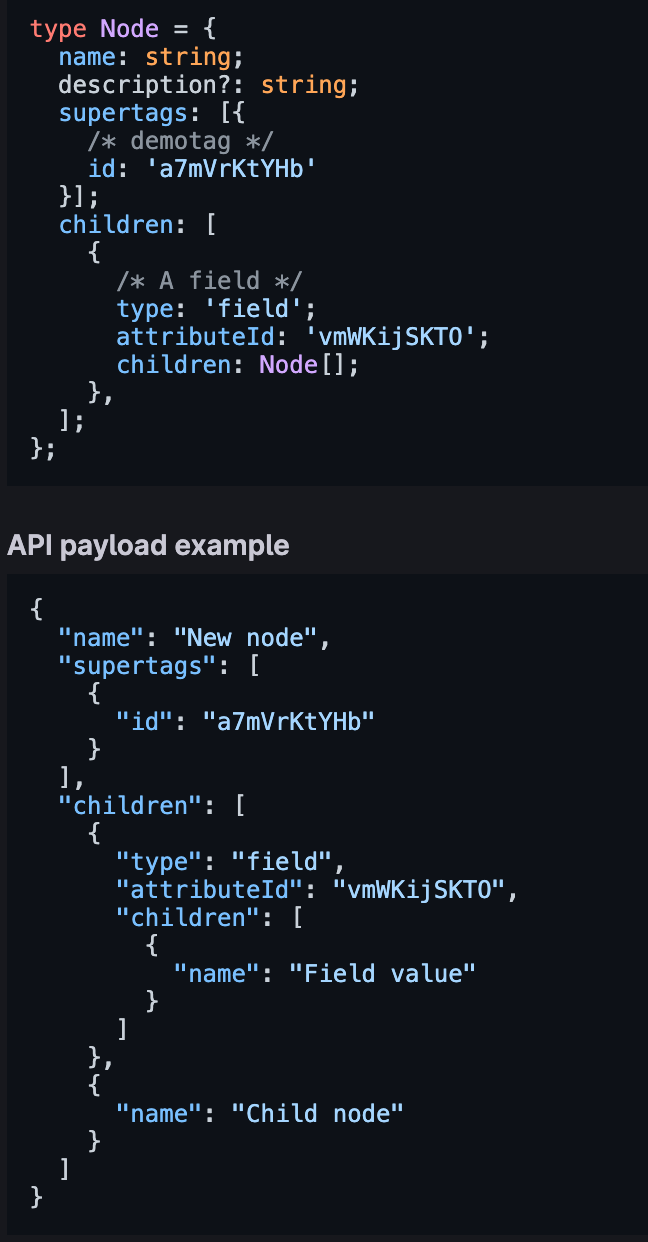 type Node = {
  name: string;
  description?: string;
  supertags: [{
    /* demotag */
    id: 'a7mVrKtYHb'
  }];
  children: [
    {
      /* A field */
      type: 'field';
      attributeId: 'vmWKijSKTO';
      children: Node[];
    },
  ];
};
API payload example
{
  "name": "New node",
  "supertags": [
    {
      "id": "a7mVrKtYHb"
    }
  ],
  "children": [
    {
      "type": "field",
      "attributeId": "vmWKijSKTO",
      "children": [
        {
          "name": "Field value"
        }
      ]
    },
    {
      "name": "Child node"
    }
  ]
}